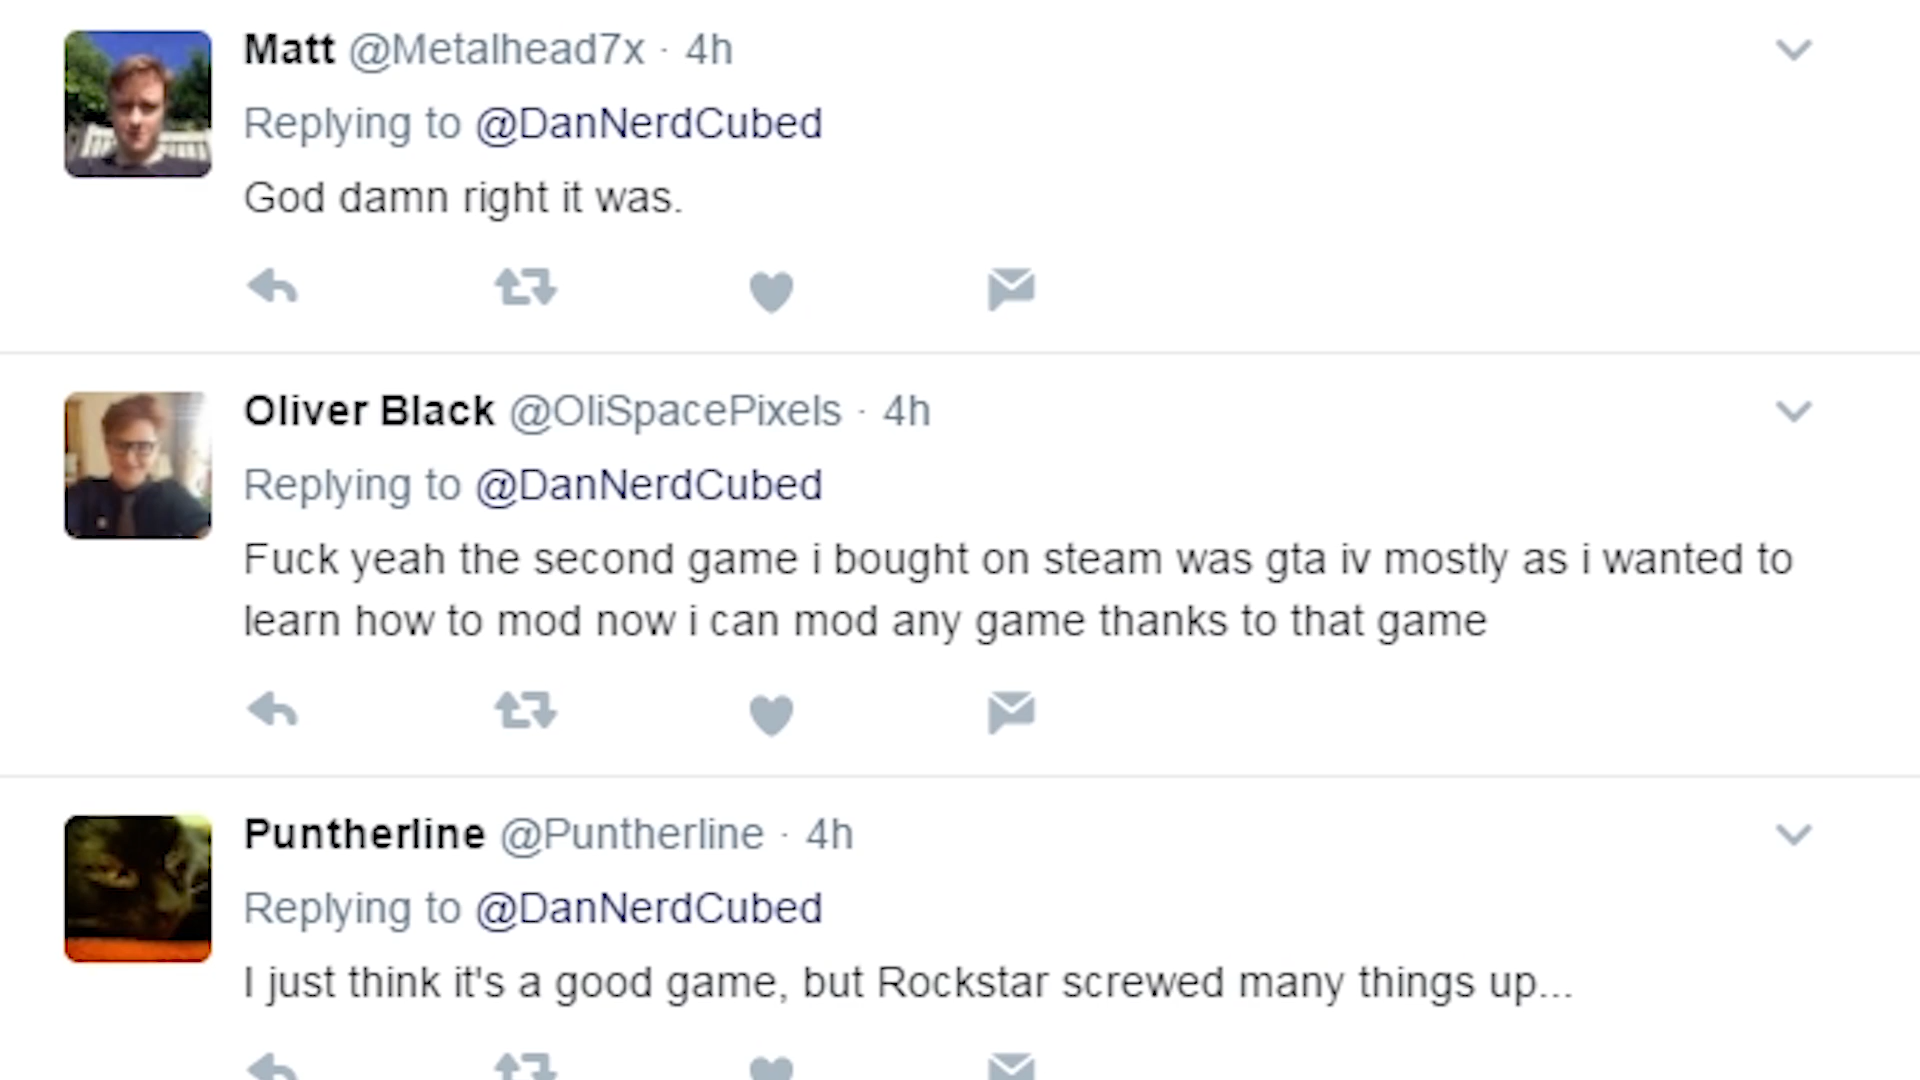 Matt @Metalhead7x · 4h
Replying to @DanNerdCubed
God damn right it was.
Oliver Black @OliSpacePixels · 4h
Replying to @DanNerdCubed
Fuck yeah the second game i bought on steam was gta iv mostly as i wanted to
learn how to mod now i can mod any game thanks to that game
Puntherline @Puntherline · 4h
Replying to @DanNerdCubed
I just think it's a good game, but Rockstar screwed many things up...